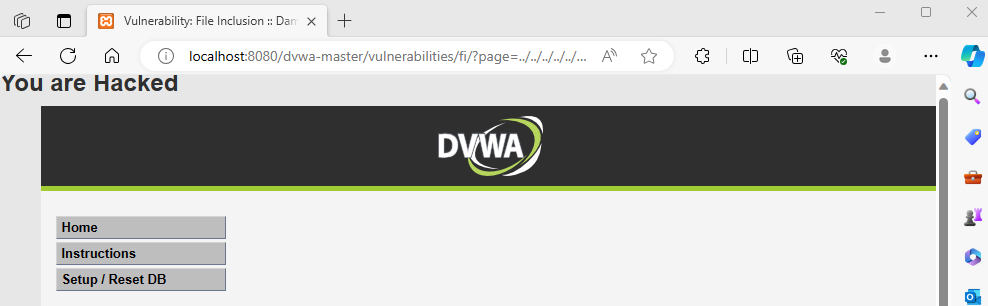 Vulnerability: File Inclusion :: Dan
localhost:8080/dvwa-master/vulnerabilities/fi/?page=../../../../../../...
You are Hacked
DVWA
Home
Instructions
Setup / Reset DB